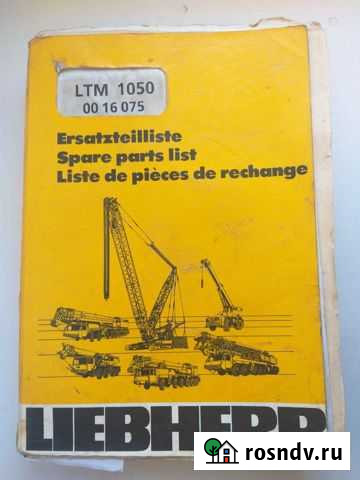 LTM 1050
00 16 075
Ersatzteilliste
Spare parts list
Liste de pièces de rechange
LIEBHERR
rosndv.ru